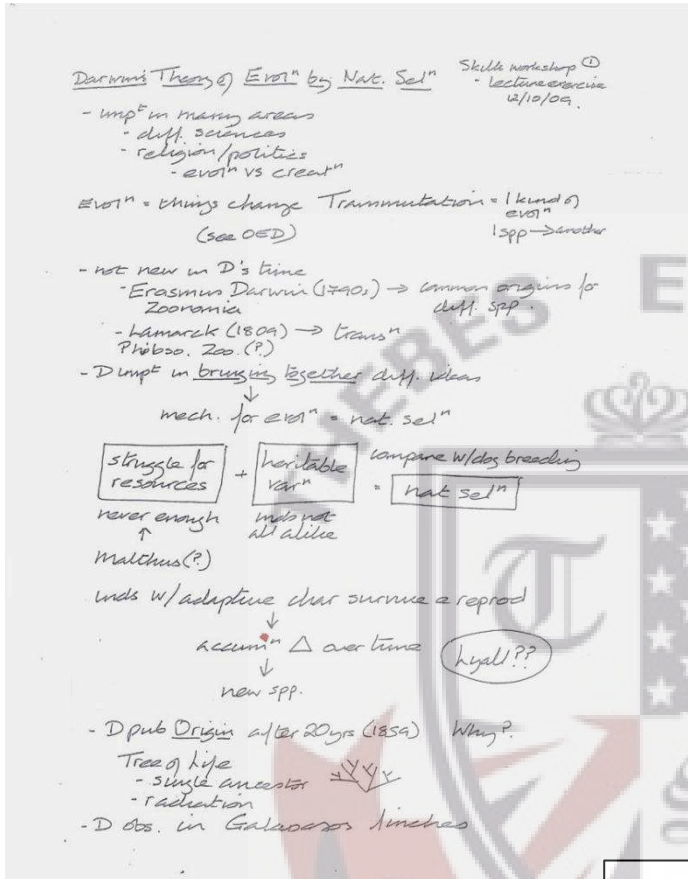 Darwin's Theory of Evolⁿ by Nat. Selⁿ
Skills workshop ①
- lecture exercise
12/10/09.
- impᵗ in many areas
- diff. sciences
- religion/politics
- evolⁿ vs creatⁿ
Evolⁿ = things change Transmutation = 1 kind of
evolⁿ
(see OED) 1 spp → another
- not new in D's time
- Erasmus Darwin (1790s) → common origins for
Zoonomia diff. spp.
- Lamarck (1809) → transⁿ
Philoso. Zoo. (?)
- D impᵗ in bringing together diff. ideas
↓
mech. for evolⁿ = nat. selⁿ
compare w/dog breeding
struggle for resources + heritable varⁿ = nat selⁿ
never enough inds not
↑ all alike
Malthus (?)
inds w/ adaptive char survive & reprod
↓
accumⁿ △ over time Lyall??
↓
new spp.
- D pub Origin after 20yrs (1859) Why?
Tree of Life
- single ancestor
- radiation
- D obs. in Galapagos finches
THEBES
E
T